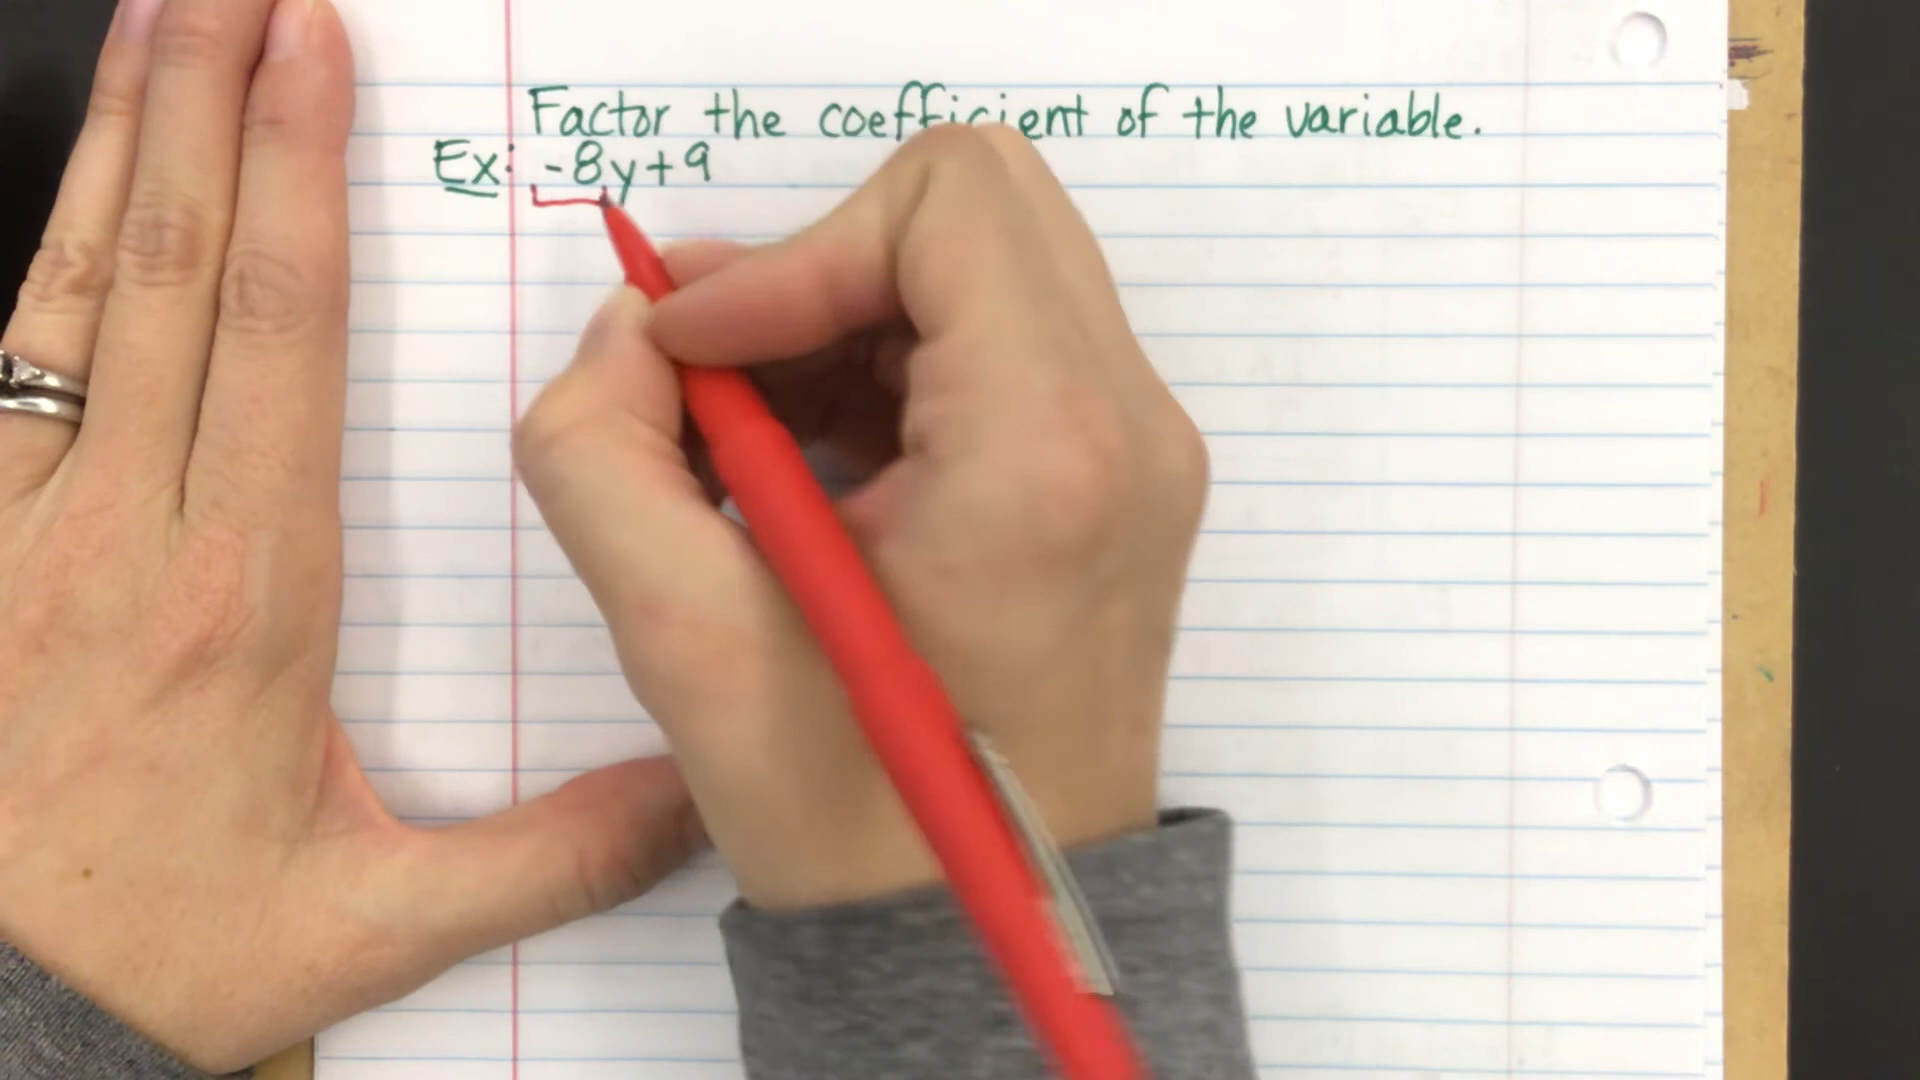 Factor the coefficient of the variable.
Ex: -8y+9